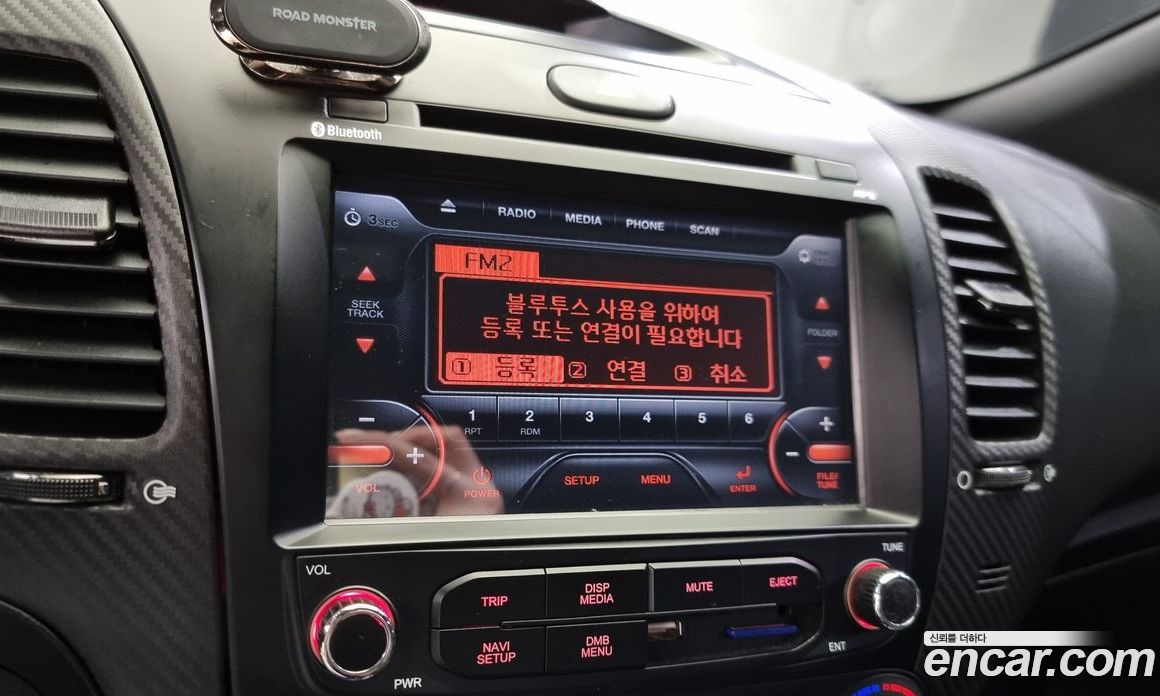 ROAD MONSTER
Bluetooth
3SEC
RADIO
MEDIA
PHONE
SCAN
FM2
SEEK
TRACK
블루투스 사용을 위하여
등록 또는 연결이 필요합니다
① 등록 ② 연결 ③ 취소
FOLDER
1 2 3 4 5 6
RPT RDM
- + VOL
POWER
SETUP
MENU
ENTER
+ -
FILE/
TUNE
VOL
PWR
TRIP
DISP
MEDIA
MUTE
EJECT
NAVI
SETUP
DMB
MENU
TUNE
ENT
신뢰를 더하다
encar.com